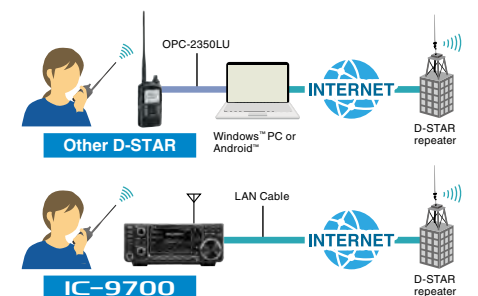 OPC-2350LU
INTERNET
Other D-STAR
Windows™ PC or
Android™
D-STAR
repeater
LAN Cable
INTERNET
IC-9700
D-STAR
repeater